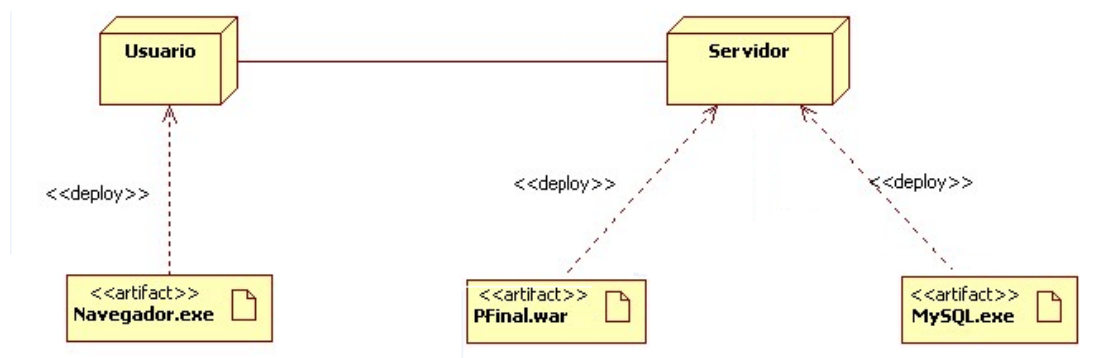 Usuario
Servidor
<<deploy>>
<<deploy>>
<<deploy>>
<<artifact>>
Navegador.exe
<<artifact>>
PFinal.war
<<artifact>>
MySQL.exe